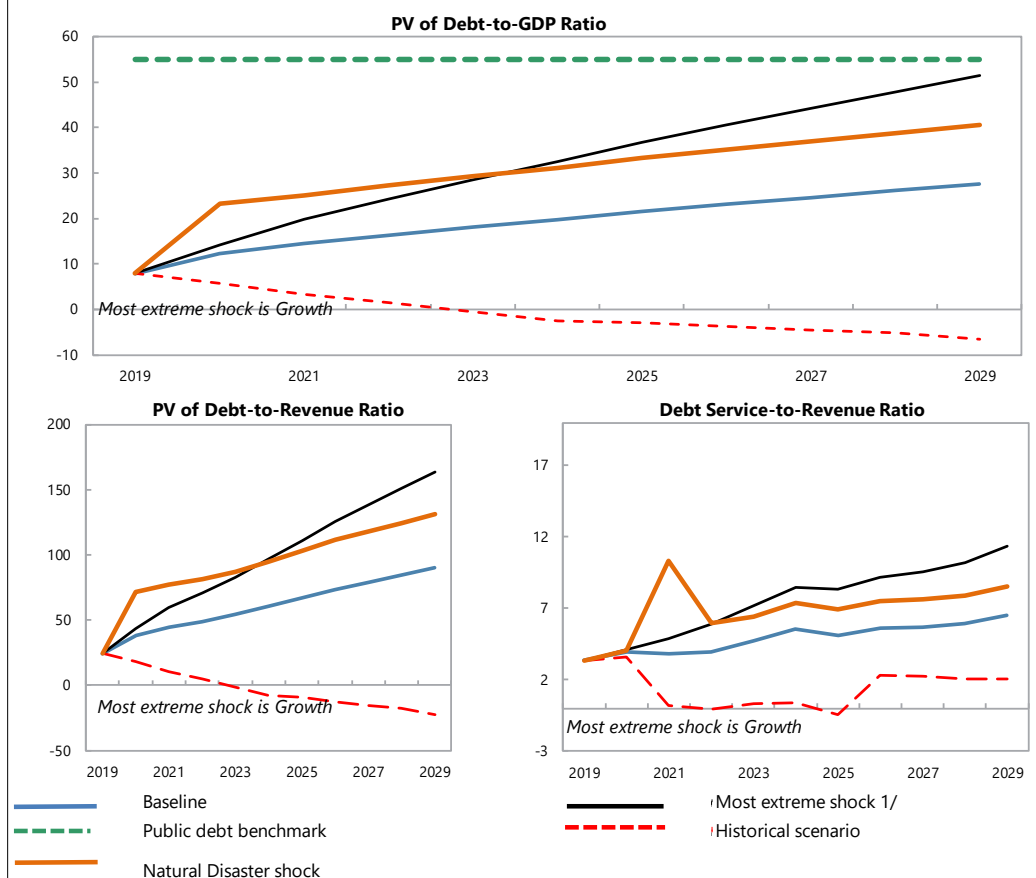 PV of Debt-to-GDP Ratio
60
50
40
30
20
10
0
-10
Most extreme shock is Growth
2019 2021 2023 2025 2027 2029
PV of Debt-to-Revenue Ratio
200
150
100
50
0
-50
Most extreme shock is Growth
2019 2021 2023 2025 2027 2029
Debt Service-to-Revenue Ratio
17
12
7
2
-3
Most extreme shock is Growth
2019 2021 2023 2025 2027 2029
Baseline
Public debt benchmark
Natural Disaster shock
Most extreme shock 1/
Historical scenario